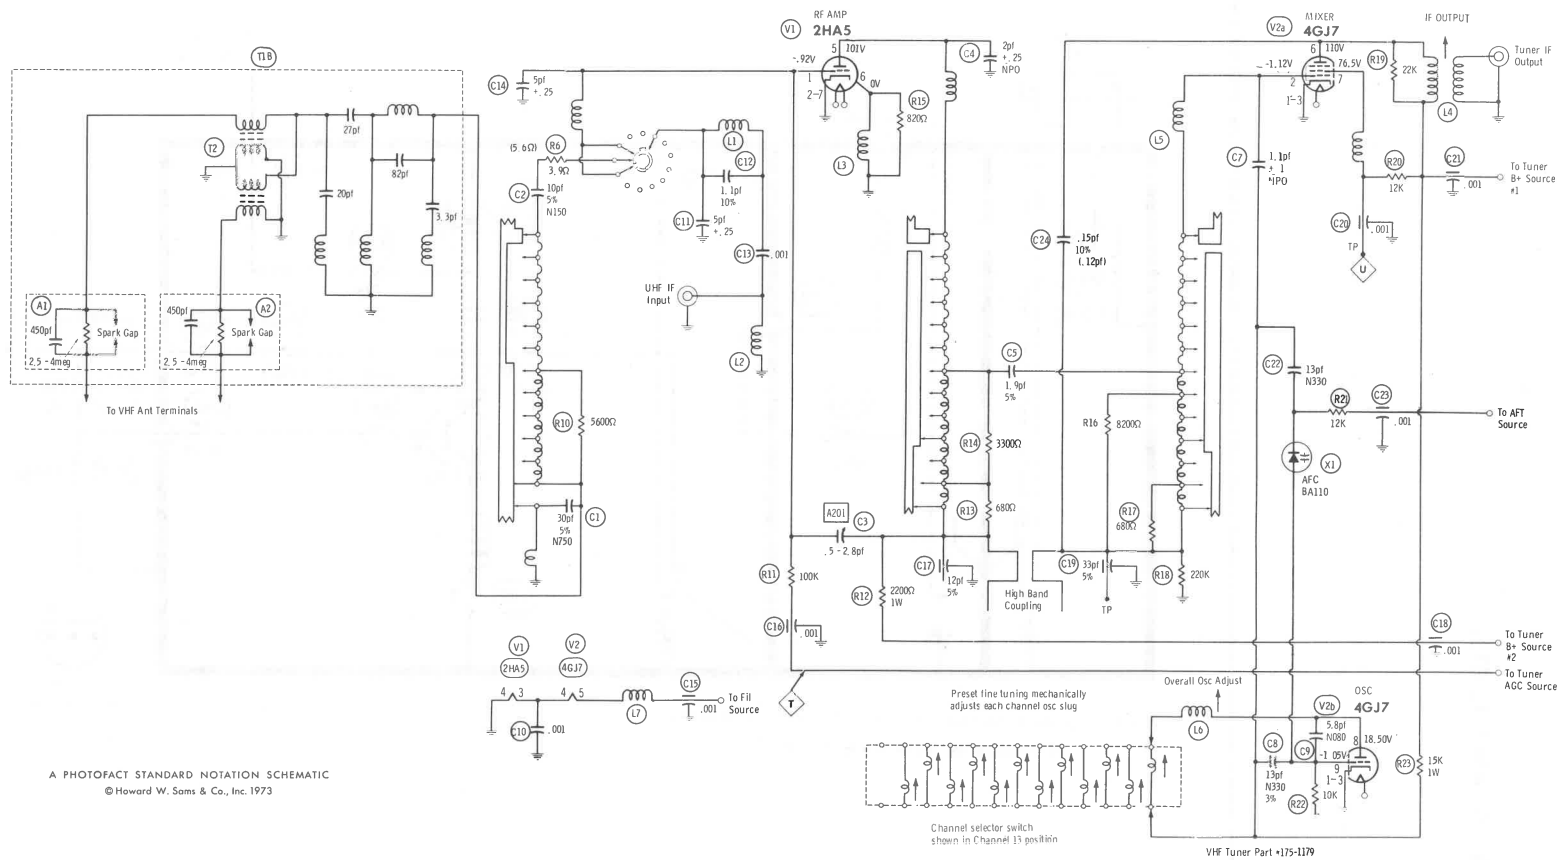 RF AMP
V1
2HA5
5
101V
-.92V
1
6
0V
2-7
C4
2pf
+.25
NPO
MIXER
V2a
4GJ7
6
110V
-1.12V
76.5V
2
7
1-3
IF OUTPUT
R19
22K
L4
Tuner IF
Output
T1B
C14
5pf
+.25
27pf
T2
82pf
20pf
3.3pf
(5.6Ω)
R6
3.9Ω
C2
10pf
5%
N150
L1
C12
1.1pf
10%
C11
5pf
+.25
C13
.001
UHF IF
Input
L2
R15
820Ω
L3
L5
C7
1.1pf
C24
.15pf
10%
(.12pf)
R20
12K
C21
.001
To Tuner
B+ Source
#1
C20
.001
TP
U
A1
450pf
Spark Gap
2.5 - 4meg
A2
450pf
Spark Gap
2.5 - 4meg
To VHF Ant Terminals
R10
5600Ω
C5
1.9pf
5%
R14
3300Ω
R13
680Ω
R16
8200Ω
R17
680Ω
C22
13pf
N330
R21
12K
C23
.001
To AFT
Source
X1
AFC
BA110
30pf
5%
N750
C1
A201
C3
.5 - 2.8pf
R11
100K
R12
2200Ω
1W
C17
12pf
5%
High Band
Coupling
C19
33pf
5%
TP
R18
220K
C16
.001
C18
.001
To Tuner
B+ Source
#2
To Tuner
AGC Source
V1
2HA5
4 3
V2
4GJ7
4 5
L7
C15
.001
To Fil
Source
C10
.001
T
Preset fine tuning mechanically
adjusts each channel osc slug
Overall Osc Adjust
L6
V2b
OSC
4GJ7
5.8pf
N080
8
18.50V
C8
C9
9
1-3
13pf
N330
3%
R22
10K
R23
15K
1W
Channel selector switch
shown in Channel 13 position
VHF Tuner Part #175-1179
A PHOTOFACT STANDARD NOTATION SCHEMATIC
© Howard W. Sams & Co., Inc. 1973